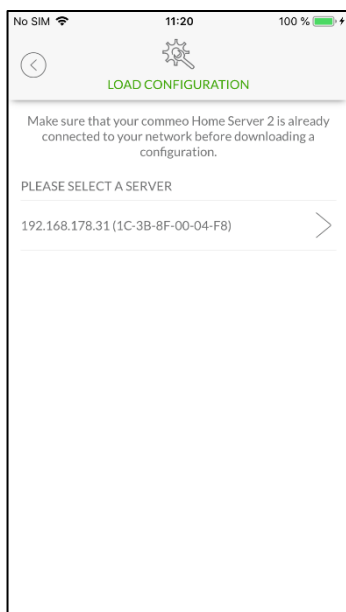 No SIM 11:20 100 %
LOAD CONFIGURATION
Make sure that your commeo Home Server 2 is already
connected to your network before downloading a
configuration.
PLEASE SELECT A SERVER
192.168.178.31 (1C-3B-8F-00-04-F8)